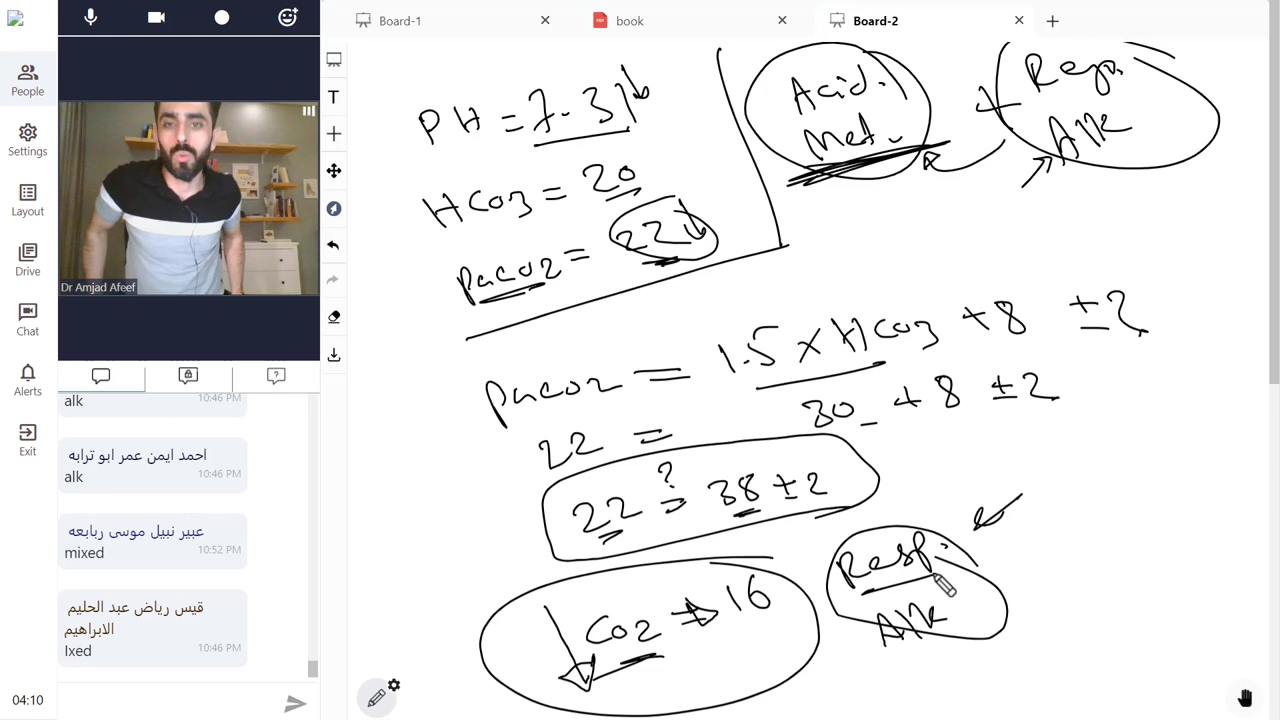 Board-1
book
Board-2
People
Settings
Layout
Drive
Chat
Alerts
Exit
04:10
Dr Amjad Afeef
alk
10:46 PM
احمد ايمن عمر ابو ترابه
alk
10:46 PM
عبير نبيل موسى ربابعه
mixed
10:52 PM
قيس رياض عبد الحليم
الابراهيم
Ixed
10:46 PM
T
PH = 7.31↓
HCO3 = 20
paco2 = 22↓
Acid.
Met.
+
Resp.
Alk
paco2 = 1.5 × HCO3 + 8 ± 2
22 = 30 + 8 ± 2
22 =? 38 ± 2
↓ CO2 → 16
Resp.
Alk